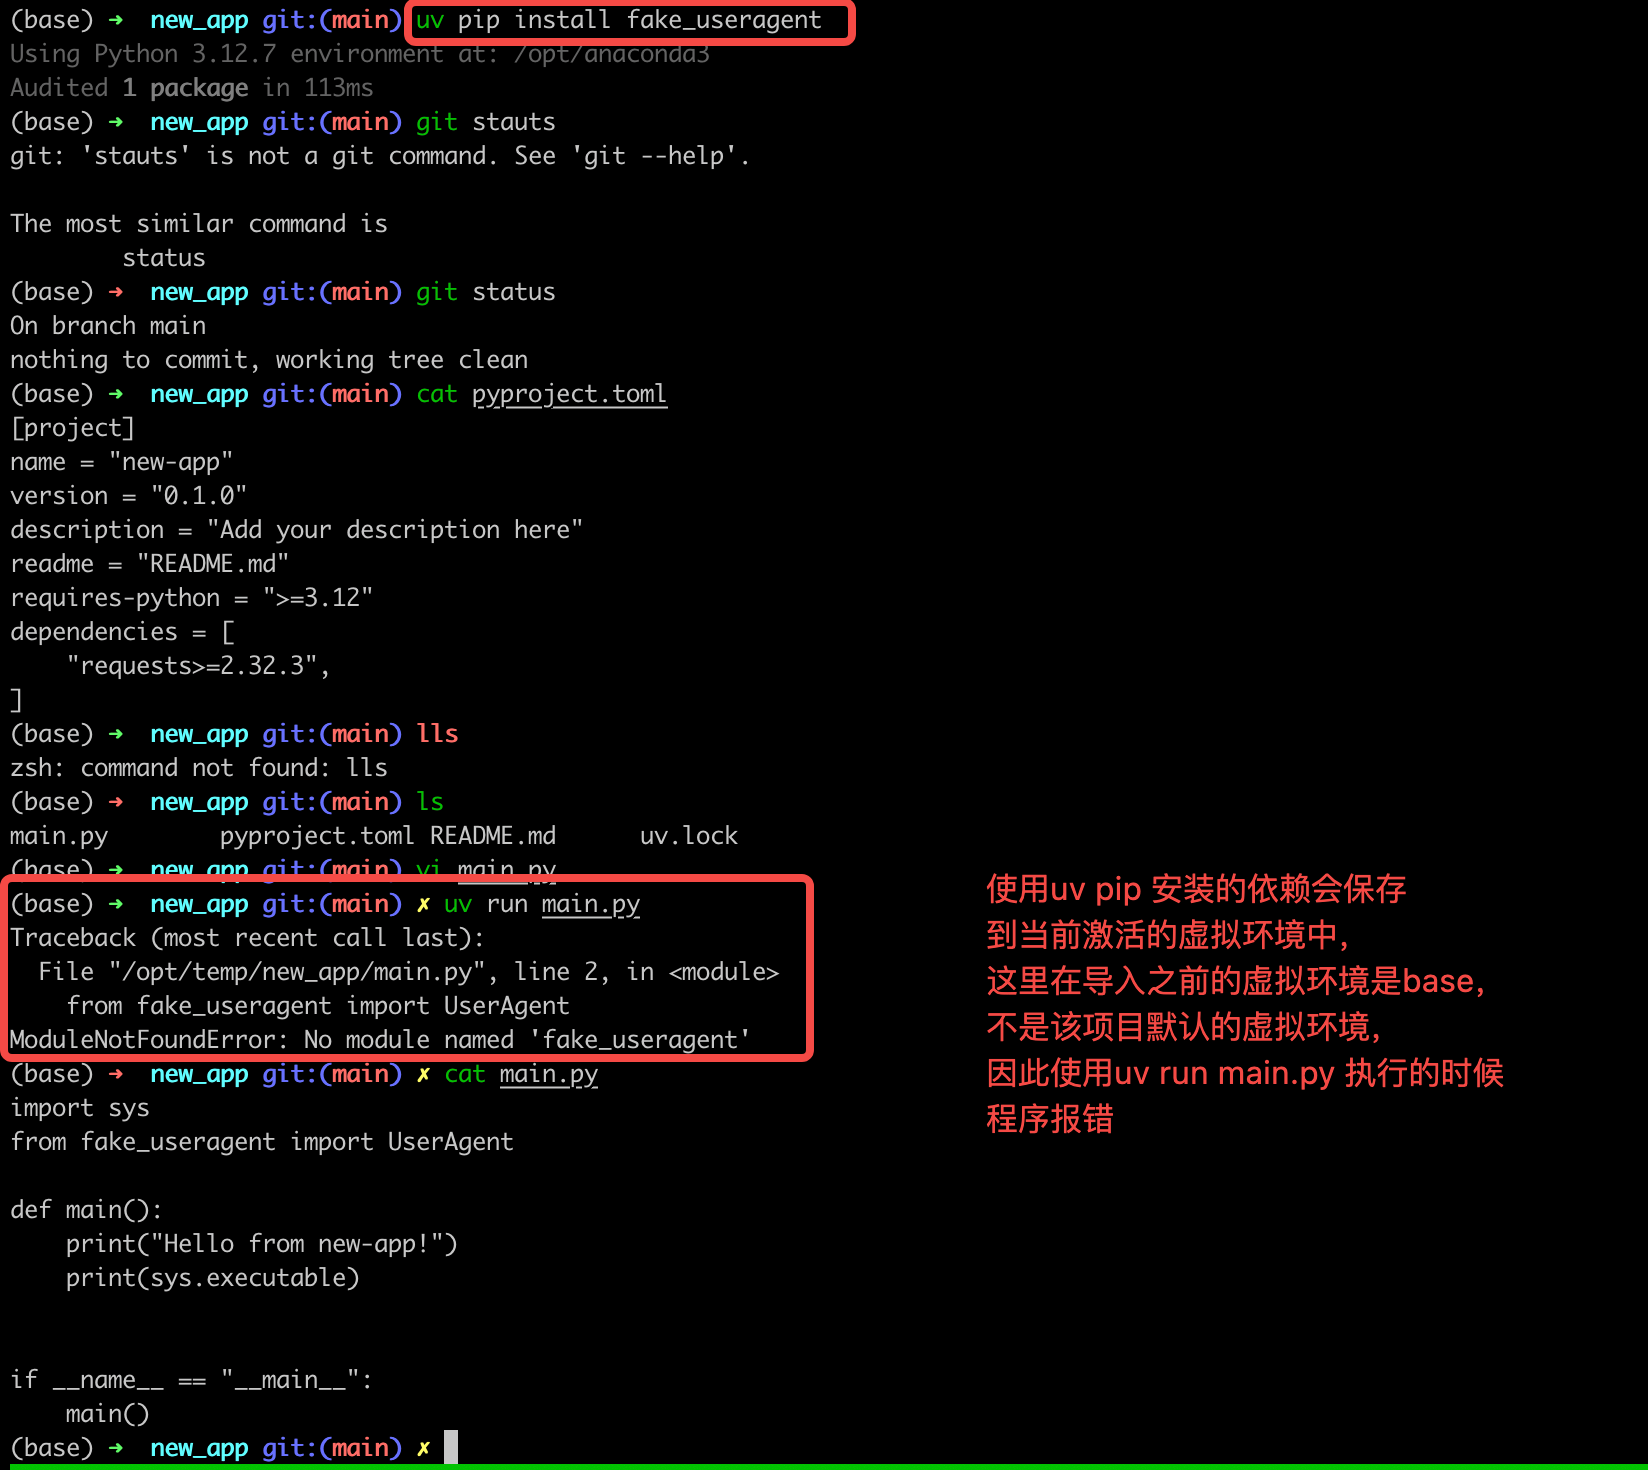 (base) ➜  new_app git:(main) uv pip install fake_useragent
Using Python 3.12.7 environment at: /opt/anaconda3
Audited 1 package in 113ms
(base) ➜  new_app git:(main) git stauts
git: 'stauts' is not a git command. See 'git --help'.
The most similar command is
        status
(base) ➜  new_app git:(main) git status
On branch main
nothing to commit, working tree clean
(base) ➜  new_app git:(main) cat pyproject.toml
[project]
name = "new-app"
version = "0.1.0"
description = "Add your description here"
readme = "README.md"
requires-python = ">=3.12"
dependencies = [
    "requests>=2.32.3",
]
(base) ➜  new_app git:(main) lls
zsh: command not found: lls
(base) ➜  new_app git:(main) ls
main.py        pyproject.toml README.md      uv.lock
(base) ➜  new_app git:(main) vi main.py
(base) ➜  new_app git:(main) ✗ uv run main.py
Traceback (most recent call last):
  File "/opt/temp/new_app/main.py", line 2, in <module>
    from fake_useragent import UserAgent
ModuleNotFoundError: No module named 'fake_useragent'
(base) ➜  new_app git:(main) ✗ cat main.py
import sys
from fake_useragent import UserAgent
def main():
    print("Hello from new-app!")
    print(sys.executable)
if __name__ == "__main__":
    main()
(base) ➜  new_app git:(main) ✗
使用uv pip 安装的依赖会保存
到当前激活的虚拟环境中，
这里在导入之前的虚拟环境是base，
不是该项目默认的虚拟环境，
因此使用uv run main.py 执行的时候
程序报错